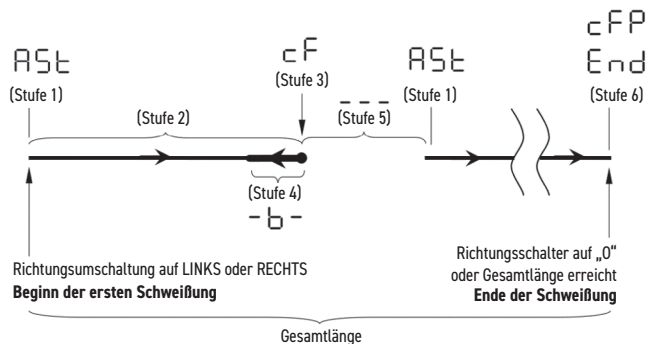 cFP
ASt cF ASt End
(Stufe 1) (Stufe 3) (Stufe 1) (Stufe 6)
(Stufe 2) --- (Stufe 5)
(Stufe 4)
-b-
Richtungsumschaltung auf LINKS oder RECHTS
Beginn der ersten Schweißung
Richtungsschalter auf „0“
oder Gesamtlänge erreicht
Ende der Schweißung
Gesamtlänge